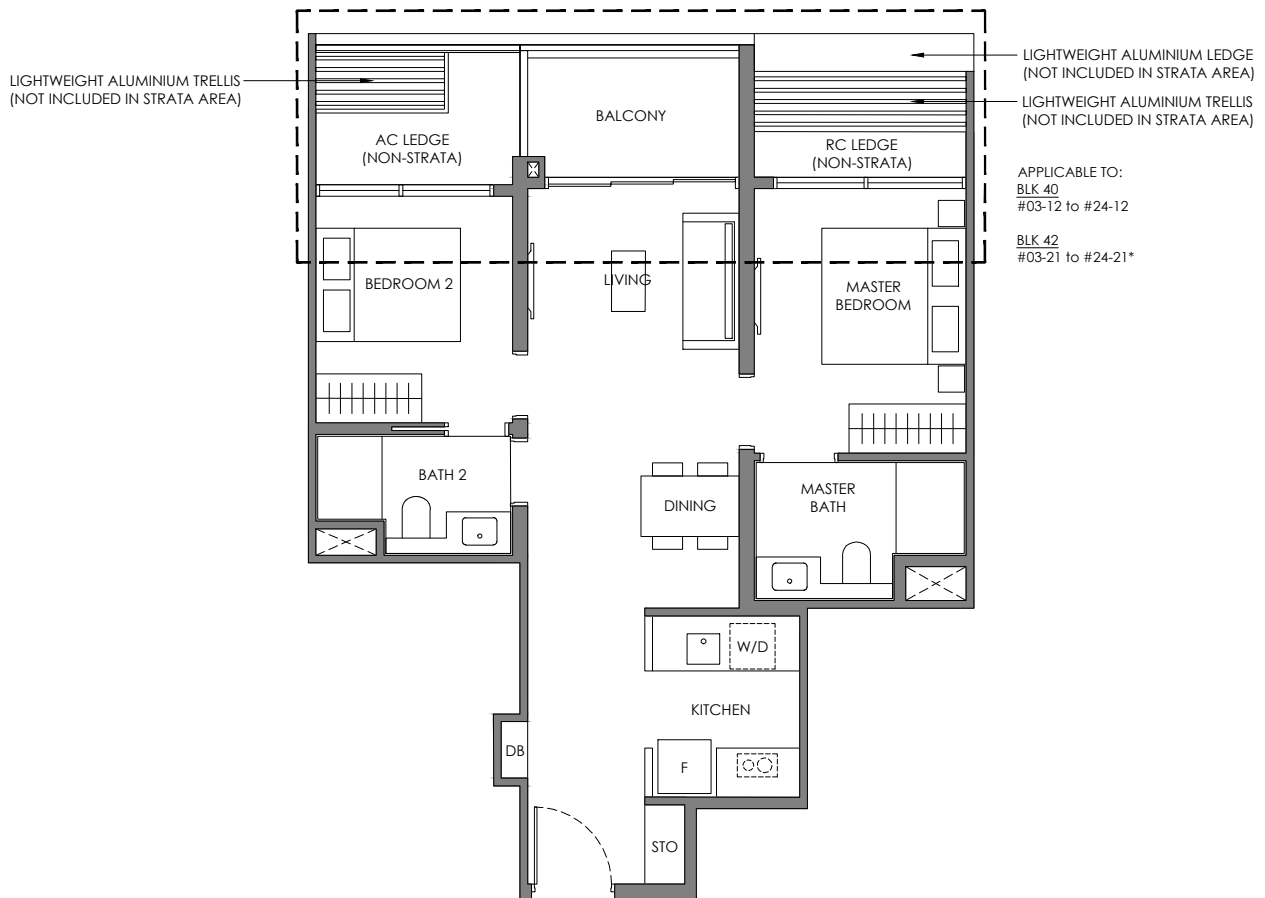 LIGHTWEIGHT ALUMINIUM TRELLIS
(NOT INCLUDED IN STRATA AREA)
LIGHTWEIGHT ALUMINIUM LEDGE
(NOT INCLUDED IN STRATA AREA)
LIGHTWEIGHT ALUMINIUM TRELLIS
(NOT INCLUDED IN STRATA AREA)
AC LEDGE
(NON-STRATA)
BALCONY
RC LEDGE
(NON-STRATA)
APPLICABLE TO:
BLK 40
#03-12 to #24-12
BLK 42
#03-21 to #24-21*
BEDROOM 2
LIVING
MASTER
BEDROOM
BATH 2
DINING
MASTER
BATH
W/D
KITCHEN
DB
F
STO